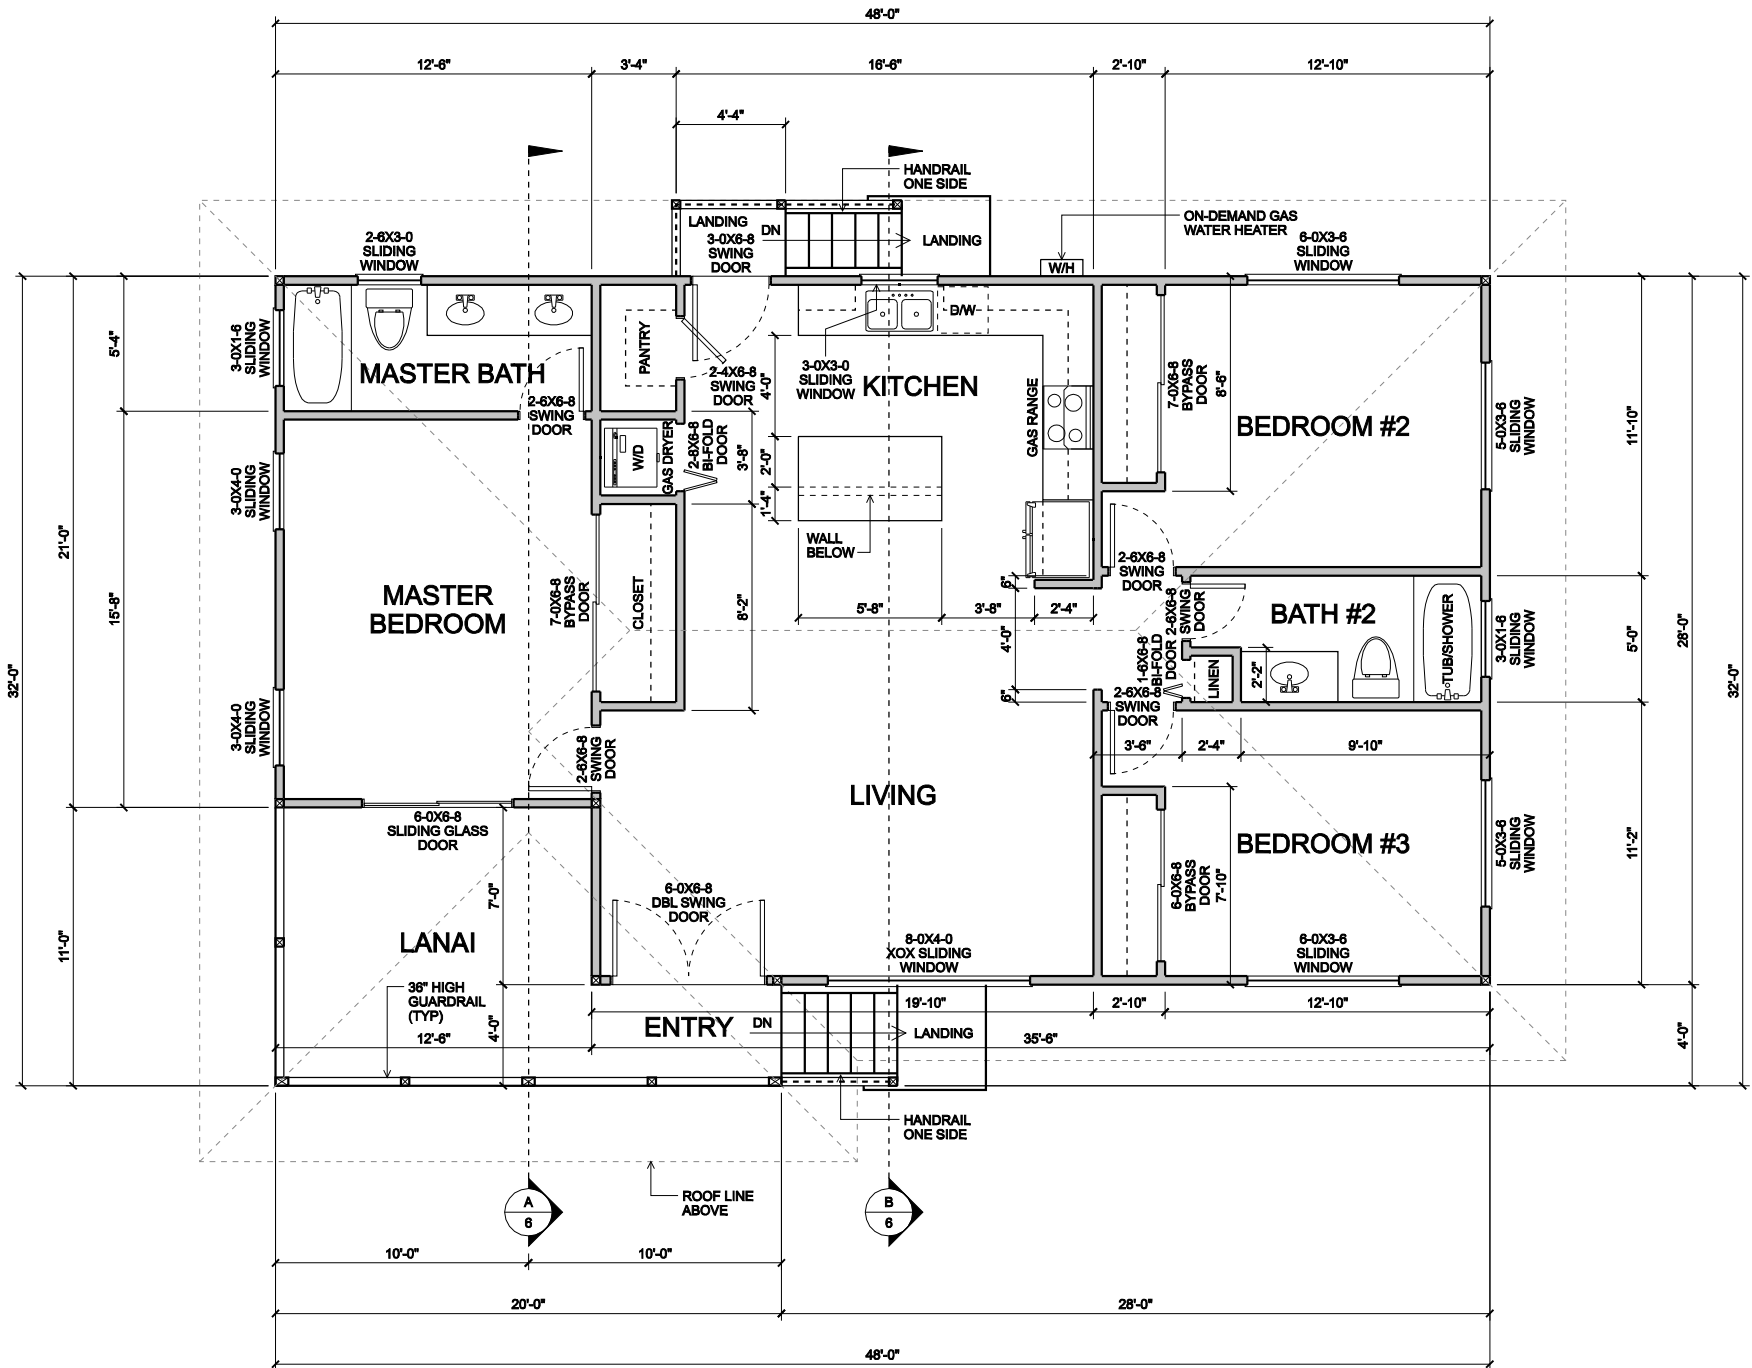 48'-0"
12'-6"
3'-4"
16'-6"
2'-10"
12'-10"
4'-4"
HANDRAIL
ONE SIDE
LANDING
DN
LANDING
3-0X6-8
SWING
DOOR
ON-DEMAND GAS
WATER HEATER
W/H
2-6X3-0
SLIDING
WINDOW
6-0X3-6
SLIDING
WINDOW
3-0X1-6
SLIDING
WINDOW
5'-4"
MASTER BATH
2-6X6-8
SWING
DOOR
PANTRY
2-4X6-8
SWING
DOOR
4'-0"
3-0X3-0
SLIDING
WINDOW
D/W
KITCHEN
GAS RANGE
7-0X6-8
BYPASS
DOOR
8'-6"
BEDROOM #2
5-0X3-6
SLIDING
WINDOW
11'-10"
3-0X4-0
SLIDING
WINDOW
W/D
GAS DRYER
2-8X6-8
BI-FOLD
DOOR
3'-8"
2'-0"
1'-4"
WALL
BELOW
21'-0"
15'-8"
32'-0"
MASTER
BEDROOM
7-0X6-8
BYPASS
DOOR
CLOSET
8'-2"
5'-8"
3'-8"
2'-4"
6"
4'-0"
6"
2-6X6-8
SWING
DOOR
2-6X6-8
SWING
DOOR
1-6X6-8
BI-FOLD
DOOR
BATH #2
TUB/SHOWER
LINEN
2'-2"
3-0X1-6
SLIDING
WINDOW
5'-0"
28'-0"
32'-0"
2-6X6-8
SWING
DOOR
3'-6"
2'-4"
9'-10"
3-0X4-0
SLIDING
WINDOW
2-6X6-8
SWING
DOOR
LIVING
6-0X6-8
SLIDING GLASS
DOOR
BEDROOM #3
5-0X3-6
SLIDING
WINDOW
11'-2"
6-0X6-8
BYPASS
DOOR
7'-10"
7'-0"
6-0X6-8
DBL SWING
DOOR
LANAI
11'-0"
8-0X4-0
XOX SLIDING
WINDOW
6-0X3-6
SLIDING
WINDOW
36" HIGH
GUARDRAIL
(TYP)
19'-10"
2'-10"
12'-10"
ENTRY
DN
LANDING
4'-0"
12'-6"
35'-6"
4'-0"
HANDRAIL
ONE SIDE
ROOF LINE
ABOVE
A
6
B
6
10'-0"
10'-0"
20'-0"
28'-0"
48'-0"